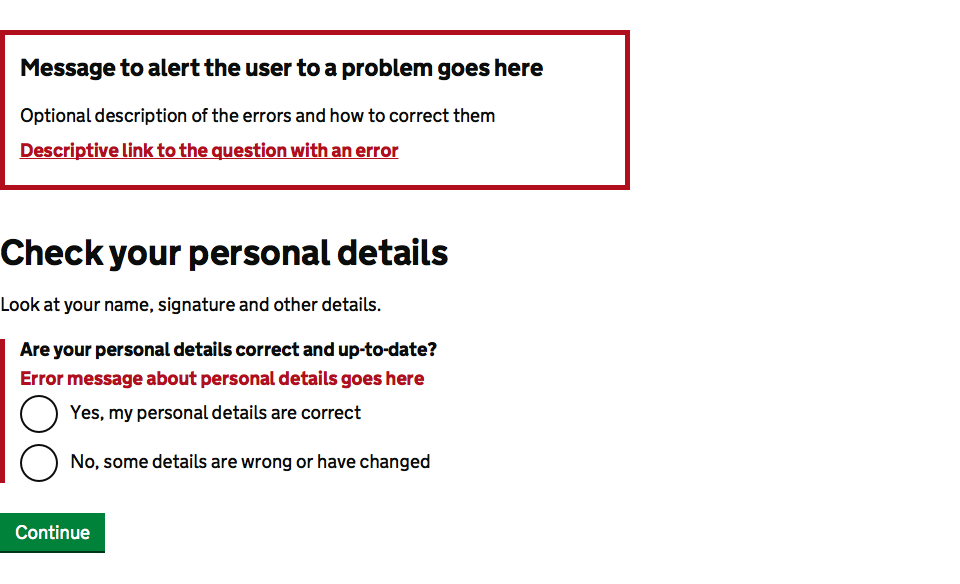 Message to alert the user to a problem goes here
Optional description of the errors and how to correct them
Descriptive link to the question with an error
Check your personal details
Look at your name, signature and other details.
Are your personal details correct and up-to-date?
Error message about personal details goes here
Yes, my personal details are correct
No, some details are wrong or have changed
Continue